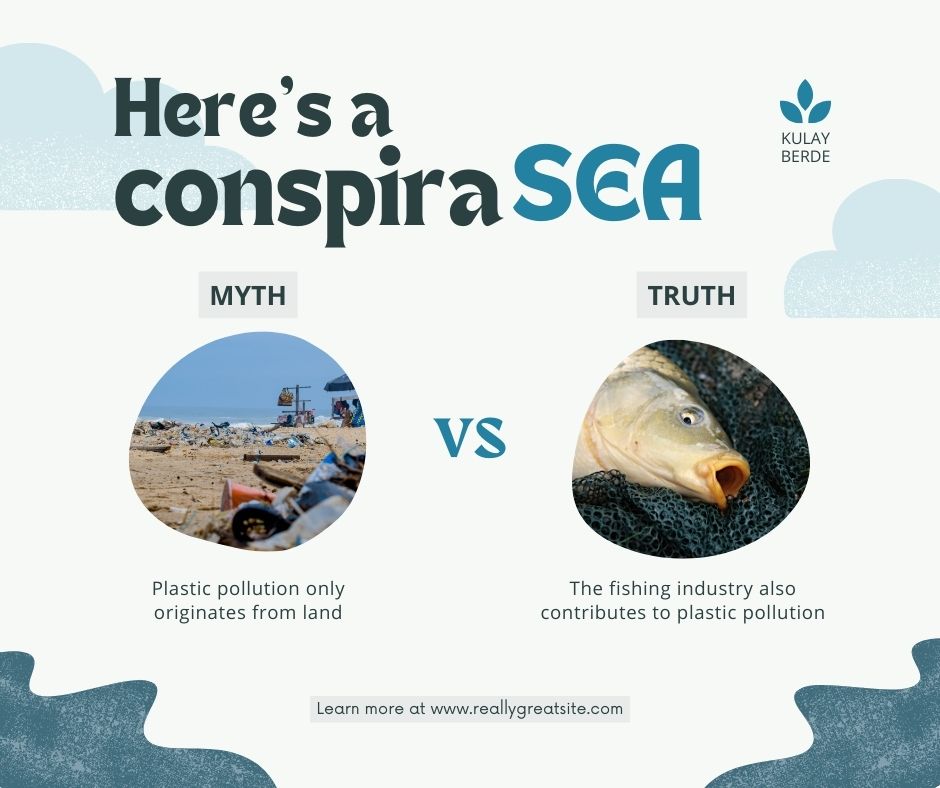 Here's a
conspiraSEA
KULAY
BERDE
MYTH
TRUTH
VS
Plastic pollution only
originates from land
The fishing industry also
contributes to plastic pollution
Learn more at www.reallygreatsite.com